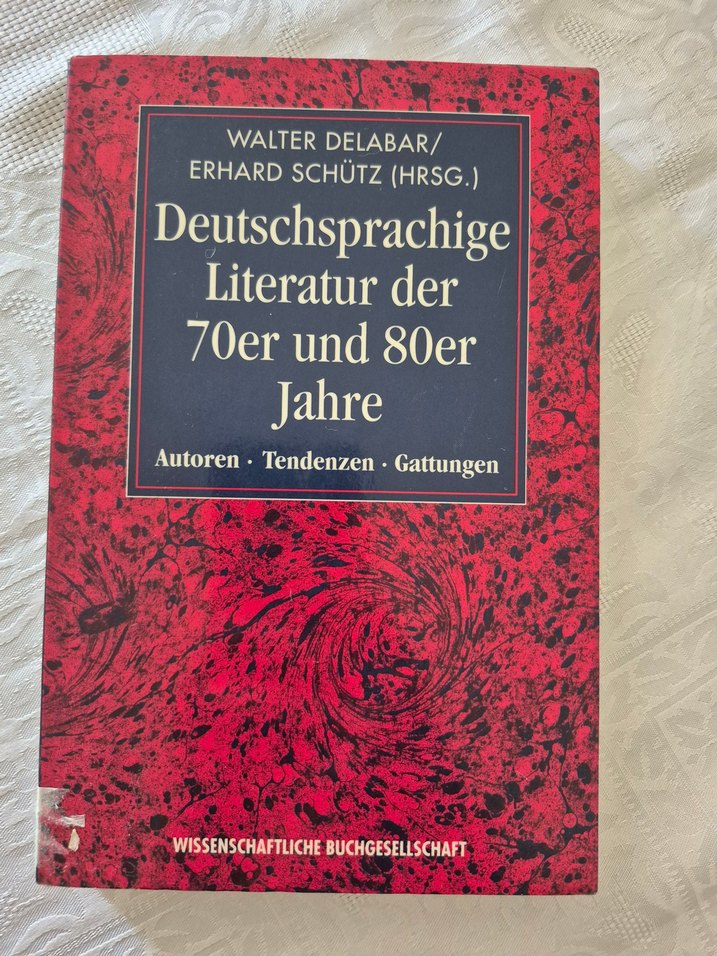 WALTER DELABAR/
ERHARD SCHÜTZ (HRSG.)
Deutschsprachige
Literatur der
70er und 80er
Jahre
Autoren · Tendenzen · Gattungen
WISSENSCHAFTLICHE BUCHGESELLSCHAFT